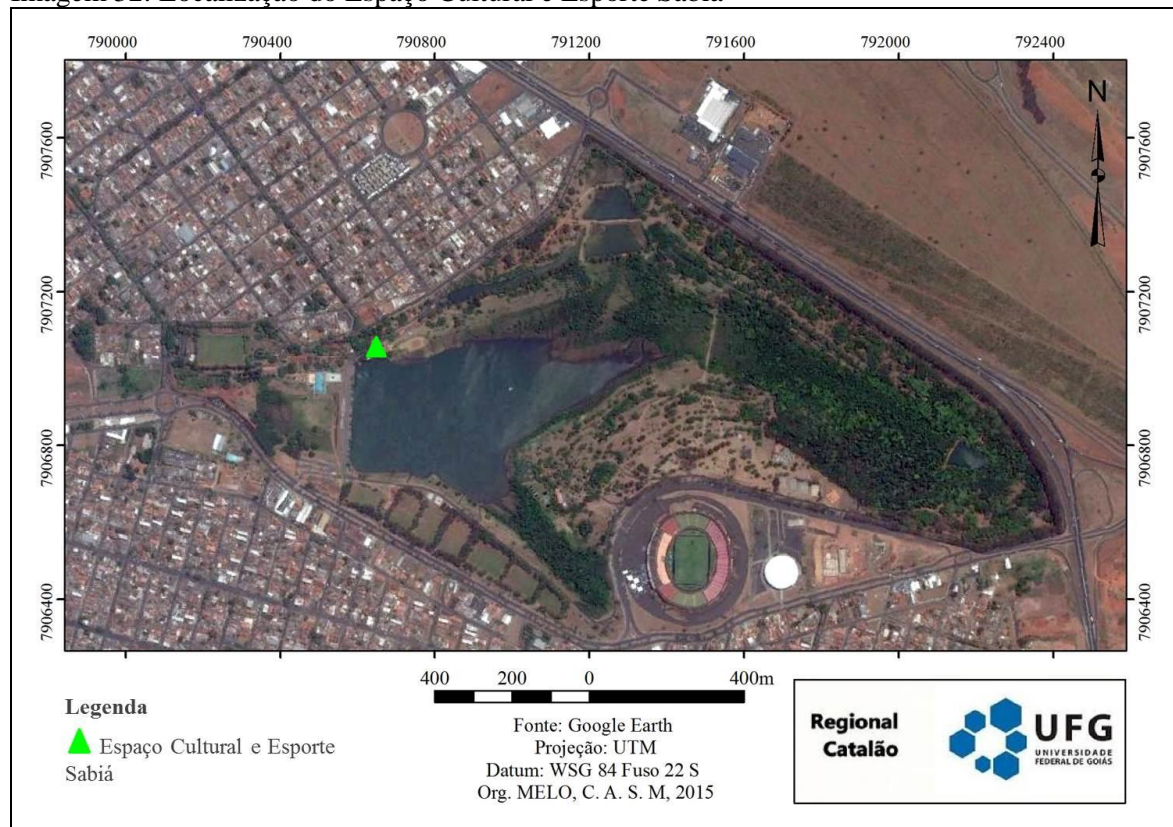 790000 790400 790800 791200 791600 792000 792400
N
7907600 7907600
7907200 7907200
7906800 7906800
7906400 7906400
400 200 0 400m
Legenda
Espaço Cultural e Esporte
Sabiá
Fonte: Google Earth
Projeção: UTM
Datum: WSG 84 Fuso 22 S
Org. MELO, C. A. S. M, 2015
Regional
Catalão
UFG
UNIVERSIDADE
FEDERAL DE GOIÁS